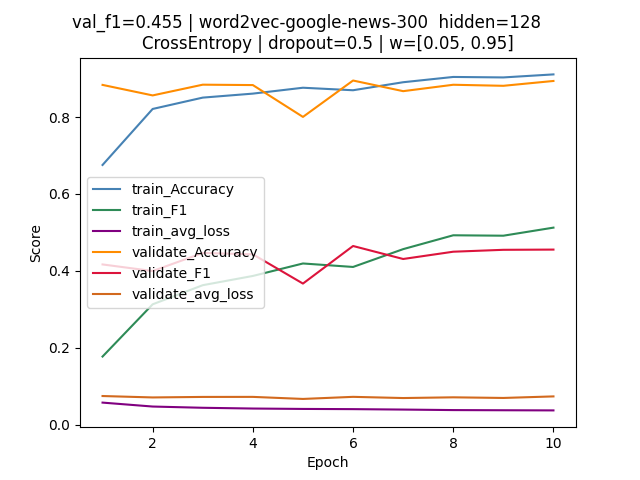 val_f1=0.455 | word2vec-google-news-300  hidden=128
CrossEntropy | dropout=0.5 | w=[0.05, 0.95]
Score
0.8
0.6
0.4
0.2
0.0
train_Accuracy
train_F1
train_avg_loss
validate_Accuracy
validate_F1
validate_avg_loss
2 4 6 8 10
Epoch